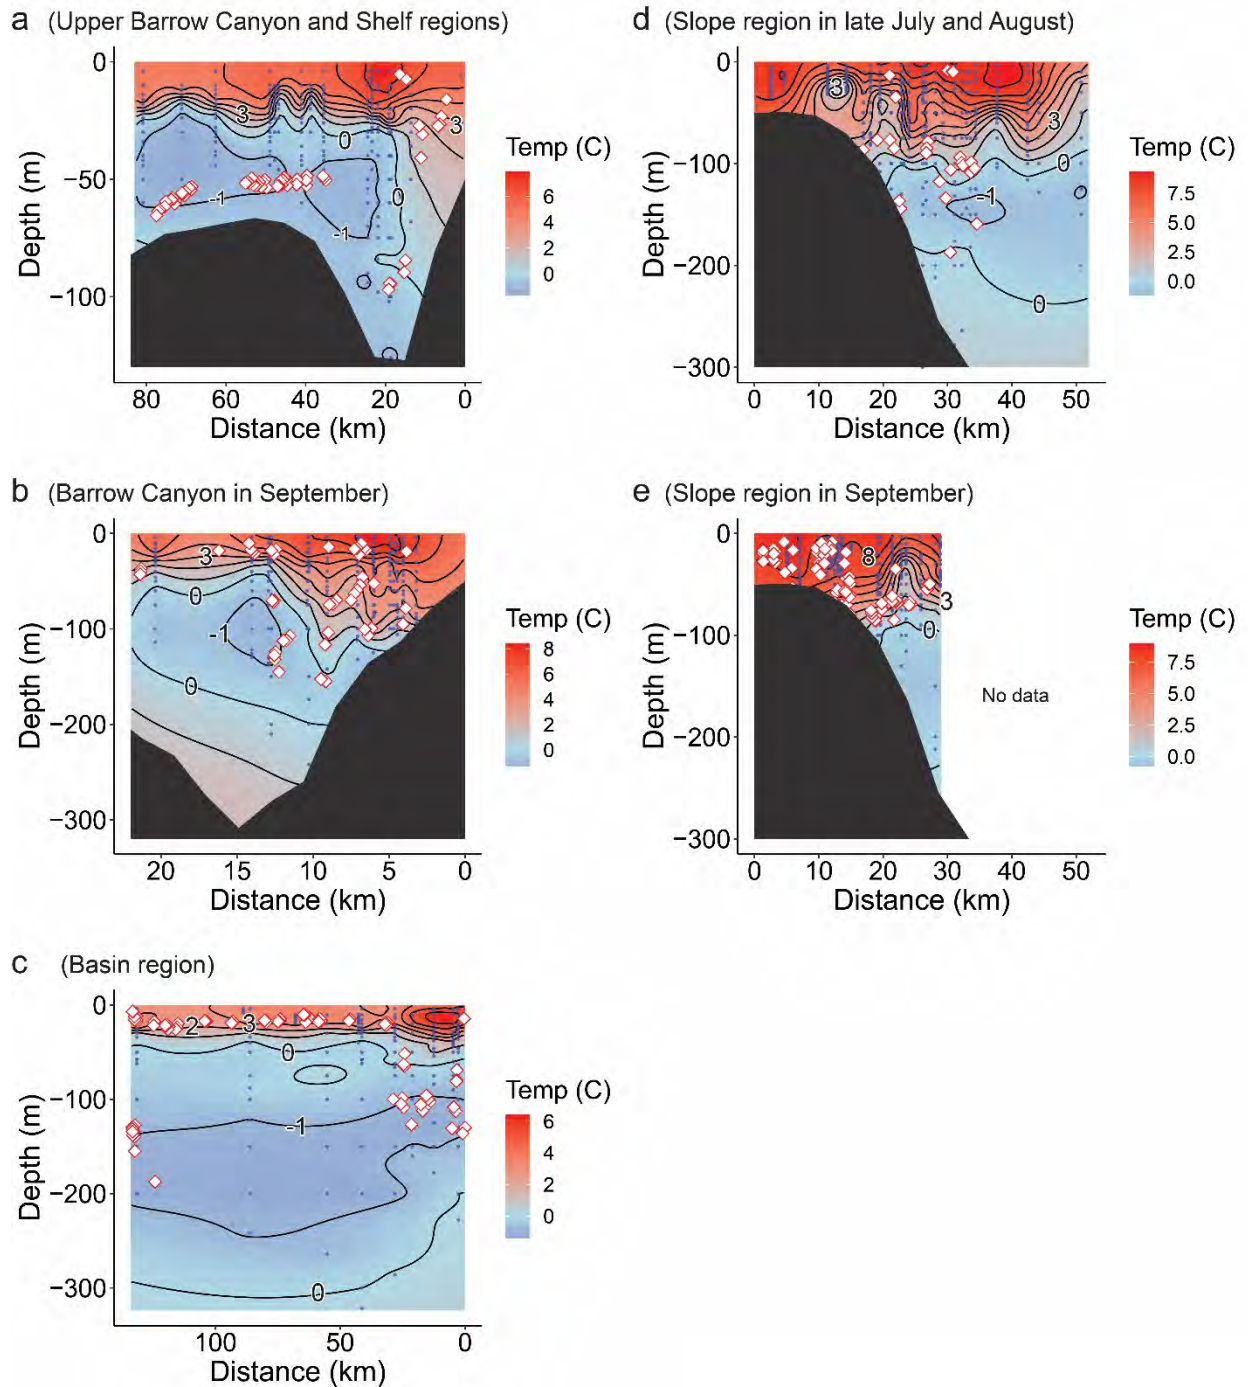 a (Upper Barrow Canyon and Shelf regions)
0
−50
−100
Depth (m)
3
3
0
0
-1
-1
80 60 40 20 0
Distance (km)
Temp (C)
6
4
2
0
d (Slope region in late July and August)
0
−100
−200
−300
Depth (m)
3
3
0
-1
0
0 10 20 30 40 50
Distance (km)
Temp (C)
7.5
5.0
2.5
0.0
b (Barrow Canyon in September)
0
−100
−200
−300
Depth (m)
3
0
-1
0
20 15 10 5 0
Distance (km)
Temp (C)
8
6
4
2
0
e (Slope region in September)
0
−100
−200
−300
Depth (m)
8
3
0
No data
0 10 20 30 40 50
Distance (km)
Temp (C)
7.5
5.0
2.5
0.0
c (Basin region)
0
−100
−200
−300
Depth (m)
2
3
0
-1
0
100 50 0
Distance (km)
Temp (C)
6
4
2
0